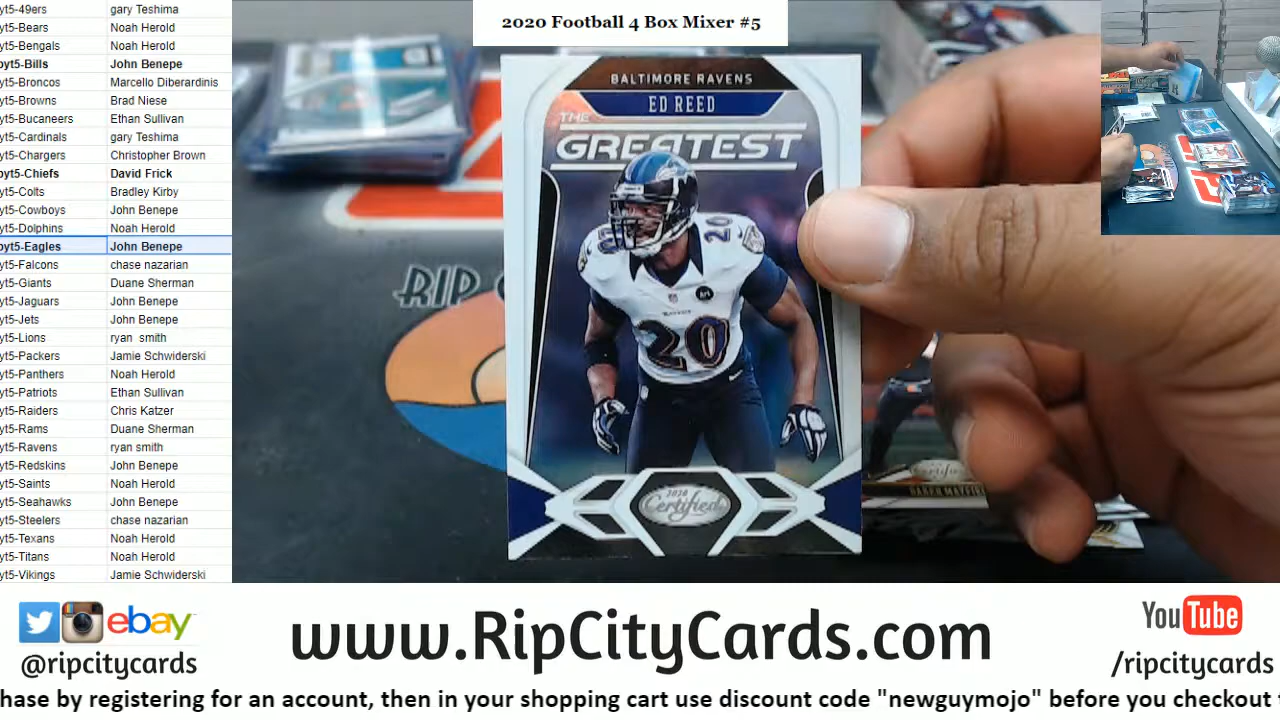 yt5-49ers gary Teshima
yt5-Bears Noah Herold
yt5-Bengals Noah Herold
oyt5-Bills John Benepe
yt5-Broncos Marcello Diberardinis
yt5-Browns Brad Niese
yt5-Bucaneers Ethan Sullivan
yt5-Cardinals gary Teshima
yt5-Chargers Christopher Brown
oyt5-Chiefs David Frick
yt5-Colts Bradley Kirby
yt5-Cowboys John Benepe
yt5-Dolphins Noah Herold
oyt5-Eagles John Benepe
yt5-Falcons chase nazarian
yt5-Giants Duane Sherman
yt5-Jaguars John Benepe
yt5-Jets John Benepe
yt5-Lions ryan smith
yt5-Packers Jamie Schwiderski
yt5-Panthers Noah Herold
yt5-Patriots Ethan Sullivan
yt5-Raiders Chris Katzer
yt5-Rams Duane Sherman
yt5-Ravens ryan smith
yt5-Redskins John Benepe
yt5-Saints Noah Herold
yt5-Seahawks John Benepe
yt5-Steelers chase nazarian
yt5-Texans Noah Herold
yt5-Titans Noah Herold
yt5-Vikings Jamie Schwiderski
2020 Football 4 Box Mixer #5
BALTIMORE RAVENS
ED REED
THE
GREATEST
20
20
2020
Certified
RIP
ebay
@ripcitycards
www.RipCityCards.com
YouTube
/ripcitycards
hase by registering for an account, then in your shopping cart use discount code "newguymojo" before you checkout